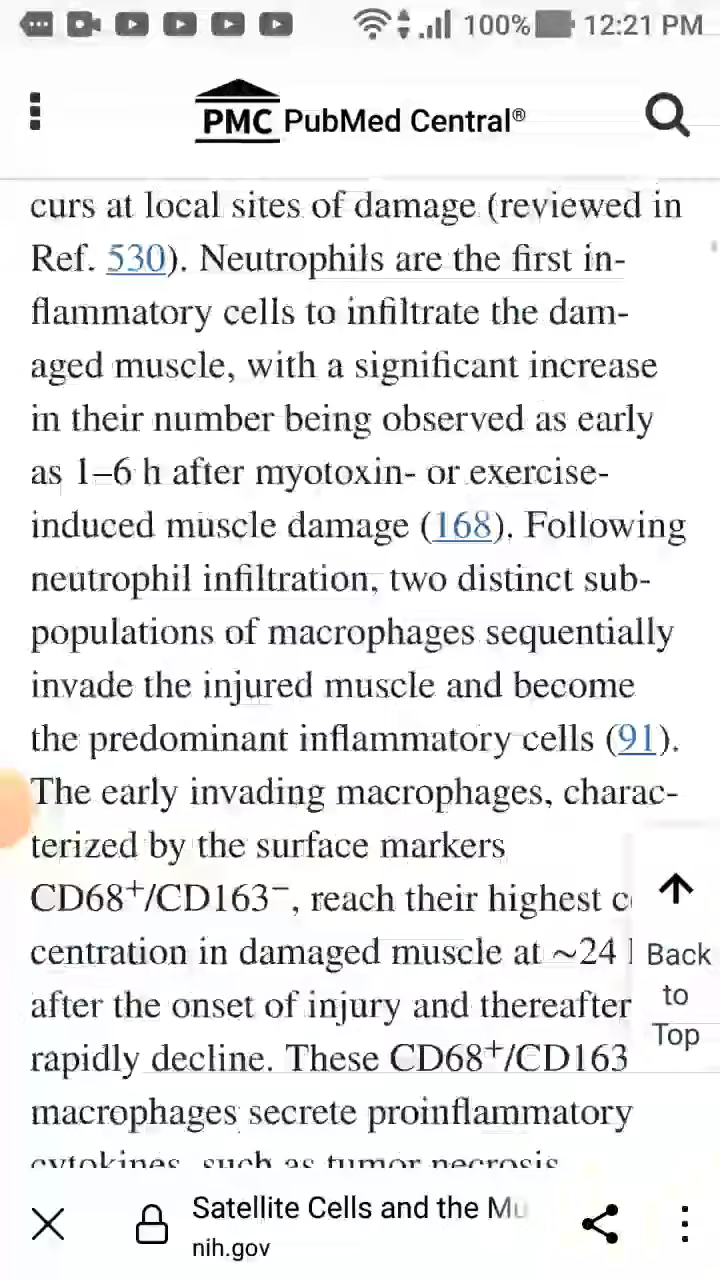 100% 12:21 PM
PMC PubMed Central®
curs at local sites of damage (reviewed in
Ref. 530). Neutrophils are the first in-
flammatory cells to infiltrate the dam-
aged muscle, with a significant increase
in their number being observed as early
as 1–6 h after myotoxin- or exercise-
induced muscle damage (168). Following
neutrophil infiltration, two distinct sub-
populations of macrophages sequentially
invade the injured muscle and become
the predominant inflammatory cells (91).
The early invading macrophages, charac-
terized by the surface markers
CD68⁺/CD163⁻, reach their highest
centration in damaged muscle at ~24
after the onset of injury and thereafter
rapidly decline. These CD68⁺/CD163
macrophages secrete proinflammatory
cytokines, such as tumor necrosis
Back
to
Top
Satellite Cells and the Mu
nih.gov